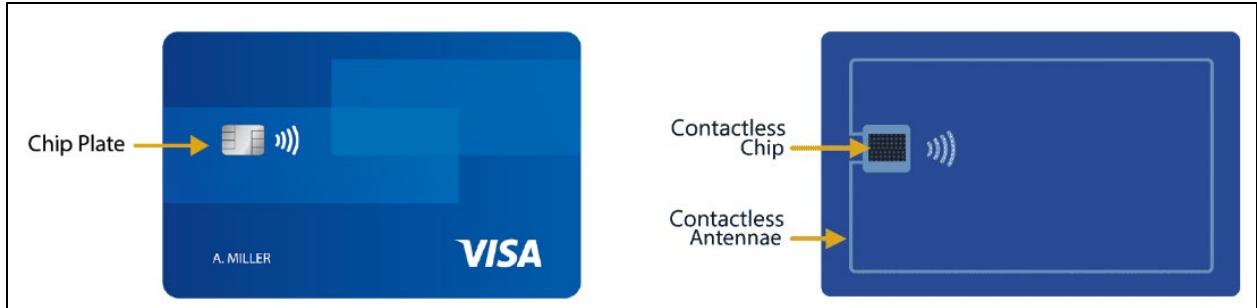 Chip Plate
A. MILLER
VISA
Contactless
Chip
Contactless
Antennae